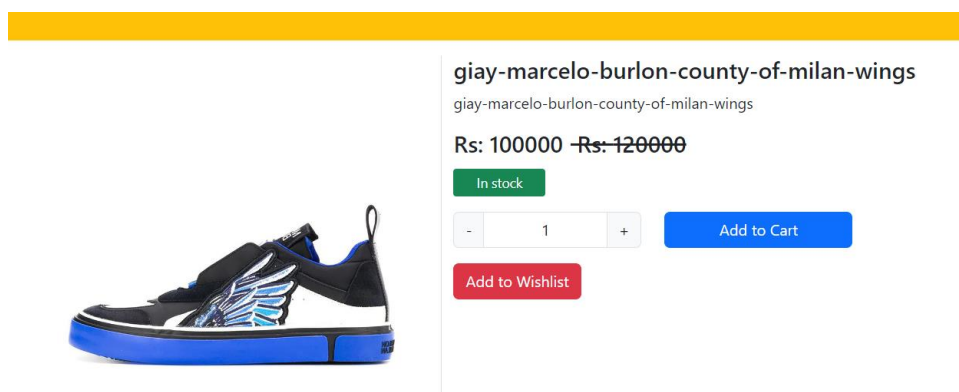 giay-marcelo-burlon-county-of-milan-wings
giay-marcelo-burlon-county-of-milan-wings
Rs: 100000 Rs: 120000
In stock
- 1 + Add to Cart
Add to Wishlist